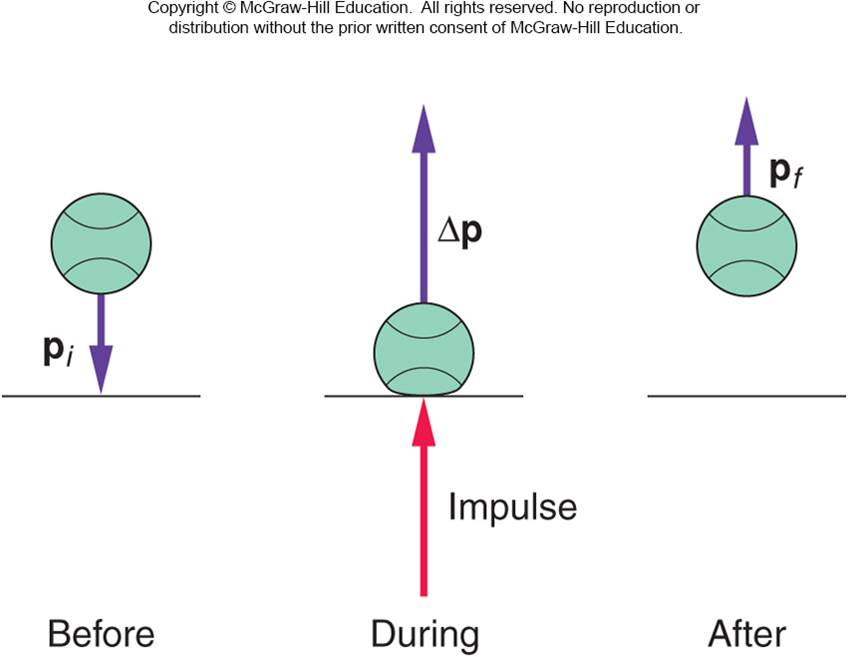 Copyright © McGraw-Hill Education.  All rights reserved. No reproduction or
distribution without the prior written consent of McGraw-Hill Education.
p𝑓
Δp
p𝑖
Impulse
Before
During
After